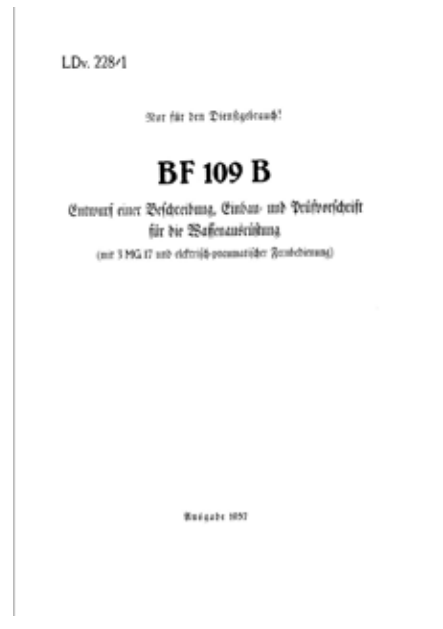 L.Dv. 228/1
Nur für den Dienstgebrauch!
BF 109 B
Entwurf einer Beschreibung, Einbau- und Prüfvorschrift
für die Waffenausrüstung
(mit 3 MG 17 und elektrisch-pneumatischer Fernbedienung)
Ausgabe 1937